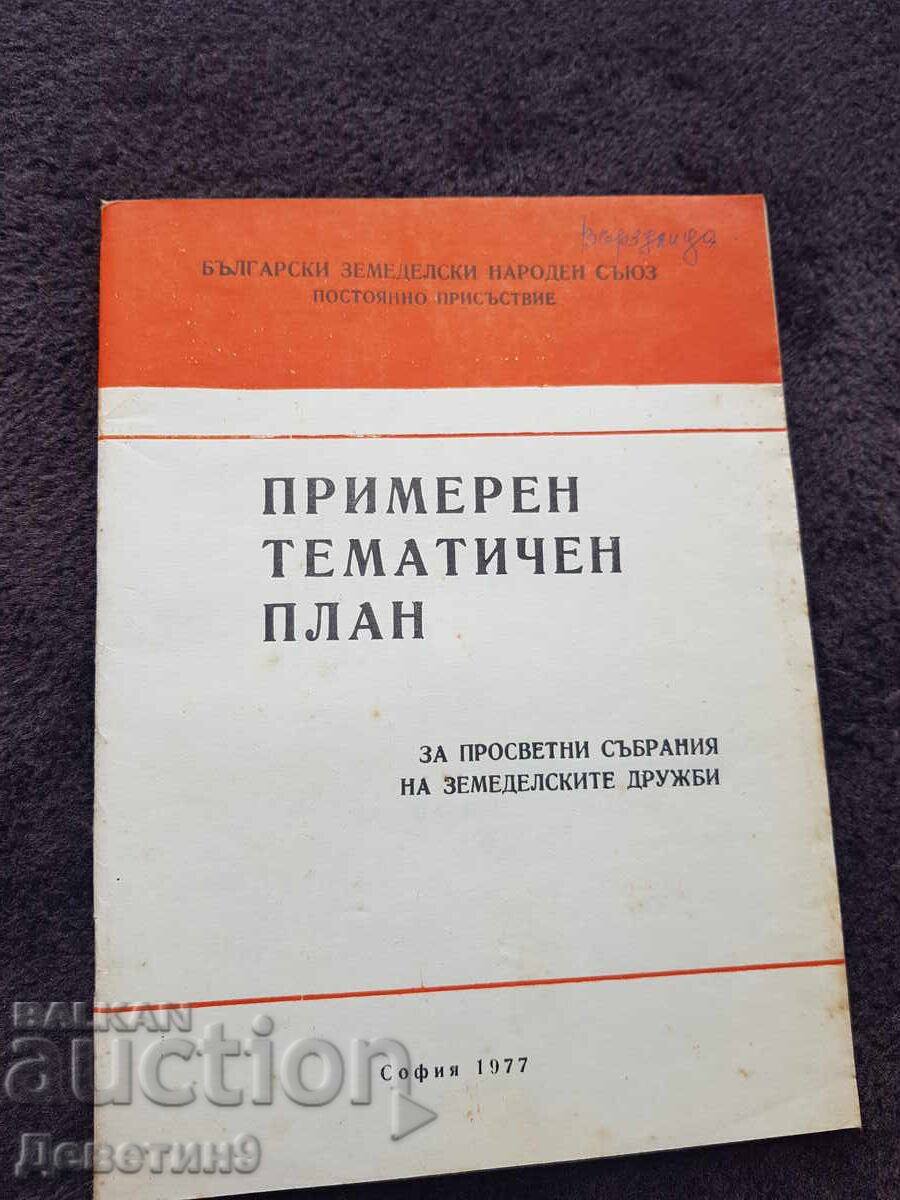 Варзделица
БЪЛГАРСКИ ЗЕМЕДЕЛСКИ НАРОДЕН СЪЮЗ
ПОСТОЯННО ПРИСЪСТВИЕ
ПРИМЕРЕН
ТЕМАТИЧЕН
ПЛАН
ЗА ПРОСВЕТНИ СЪБРАНИЯ
НА ЗЕМЕДЕЛСКИТЕ ДРУЖБИ
София 1977
BALKAN
auction
Деветин9